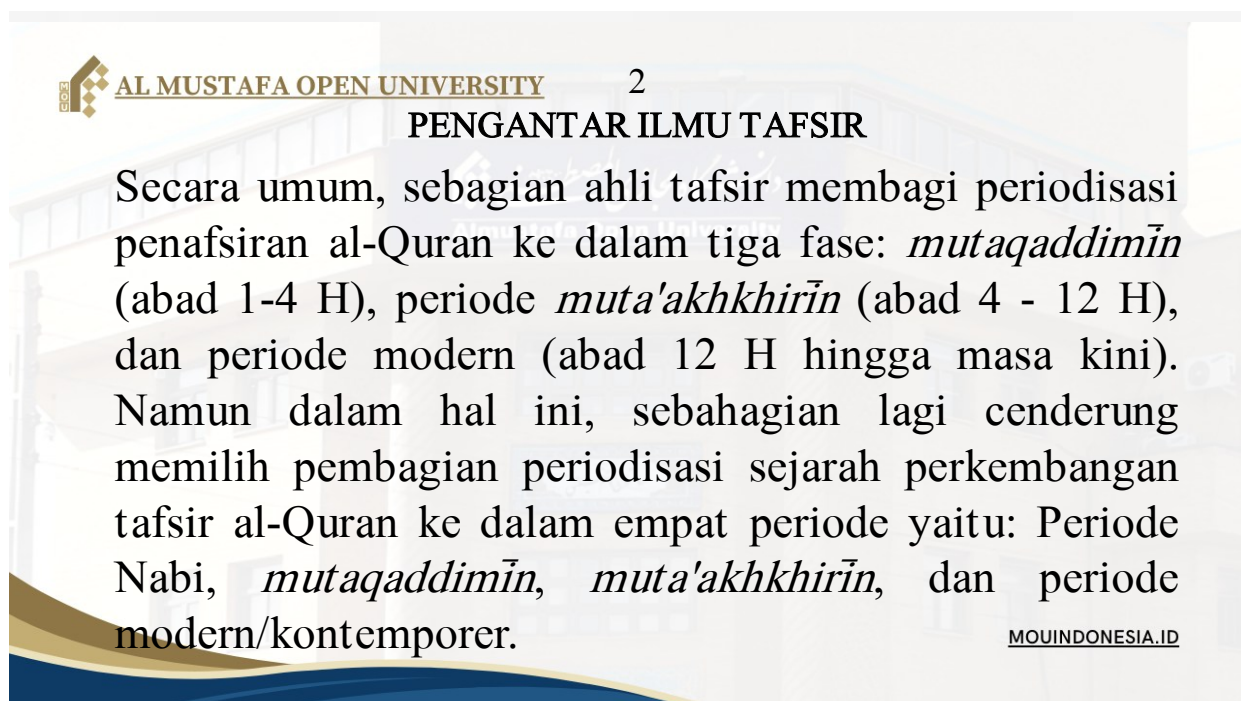 AL MUSTAFA OPEN UNIVERSITY
2
PENGANTAR ILMU TAFSIR
Almustafa Open University
Secara umum, sebagian ahli tafsir membagi periodisasi
penafsiran al-Quran ke dalam tiga fase: mutaqaddimīn
(abad 1-4 H), periode muta'akhkhirīn (abad 4 - 12 H),
dan periode modern (abad 12 H hingga masa kini).
Namun dalam hal ini, sebahagian lagi cenderung
memilih pembagian periodisasi sejarah perkembangan
tafsir al-Quran ke dalam empat periode yaitu: Periode
Nabi, mutaqaddimīn, muta'akhkhirīn, dan periode
modern/kontemporer.
MOUINDONESIA.ID